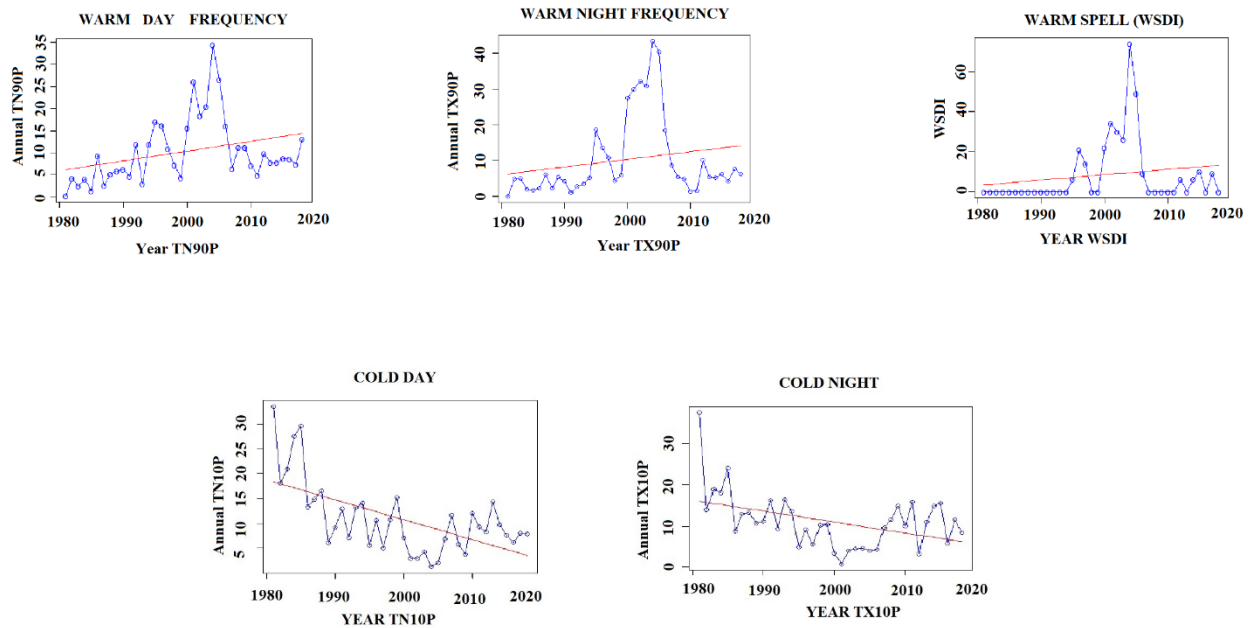 WARM DAY FREQUENCY
Annual TN90P
35
30
25
20
15
10
5
0
1980 1990 2000 2010 2020
Year TN90P
WARM NIGHT FREQUENCY
Annual TX90P
40
30
20
10
0
1980 1990 2000 2010 2020
Year TX90P
WARM SPELL (WSDI)
WSDI
60
40
20
0
1980 1990 2000 2010 2020
YEAR WSDI
COLD DAY
Annual TN10P
30
25
20
15
10
5
1980 1990 2000 2010 2020
YEAR TN10P
COLD NIGHT
Annual TX10P
30
20
10
0
1980 1990 2000 2010 2020
YEAR TX10P